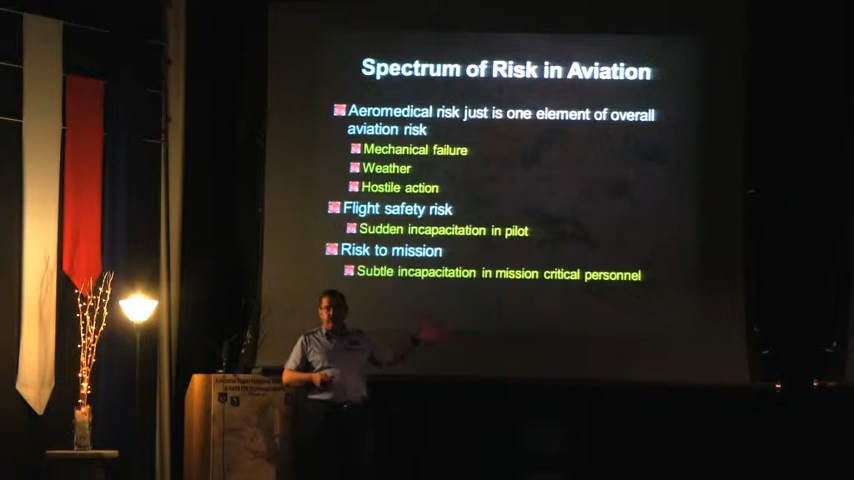 Spectrum of Risk in Aviation
Aeromedical risk just is one element of overall
aviation risk
Mechanical failure
Weather
Hostile action
Flight safety risk
Sudden incapacitation in pilot
Risk to mission
Subtle incapacitation in mission critical personnel